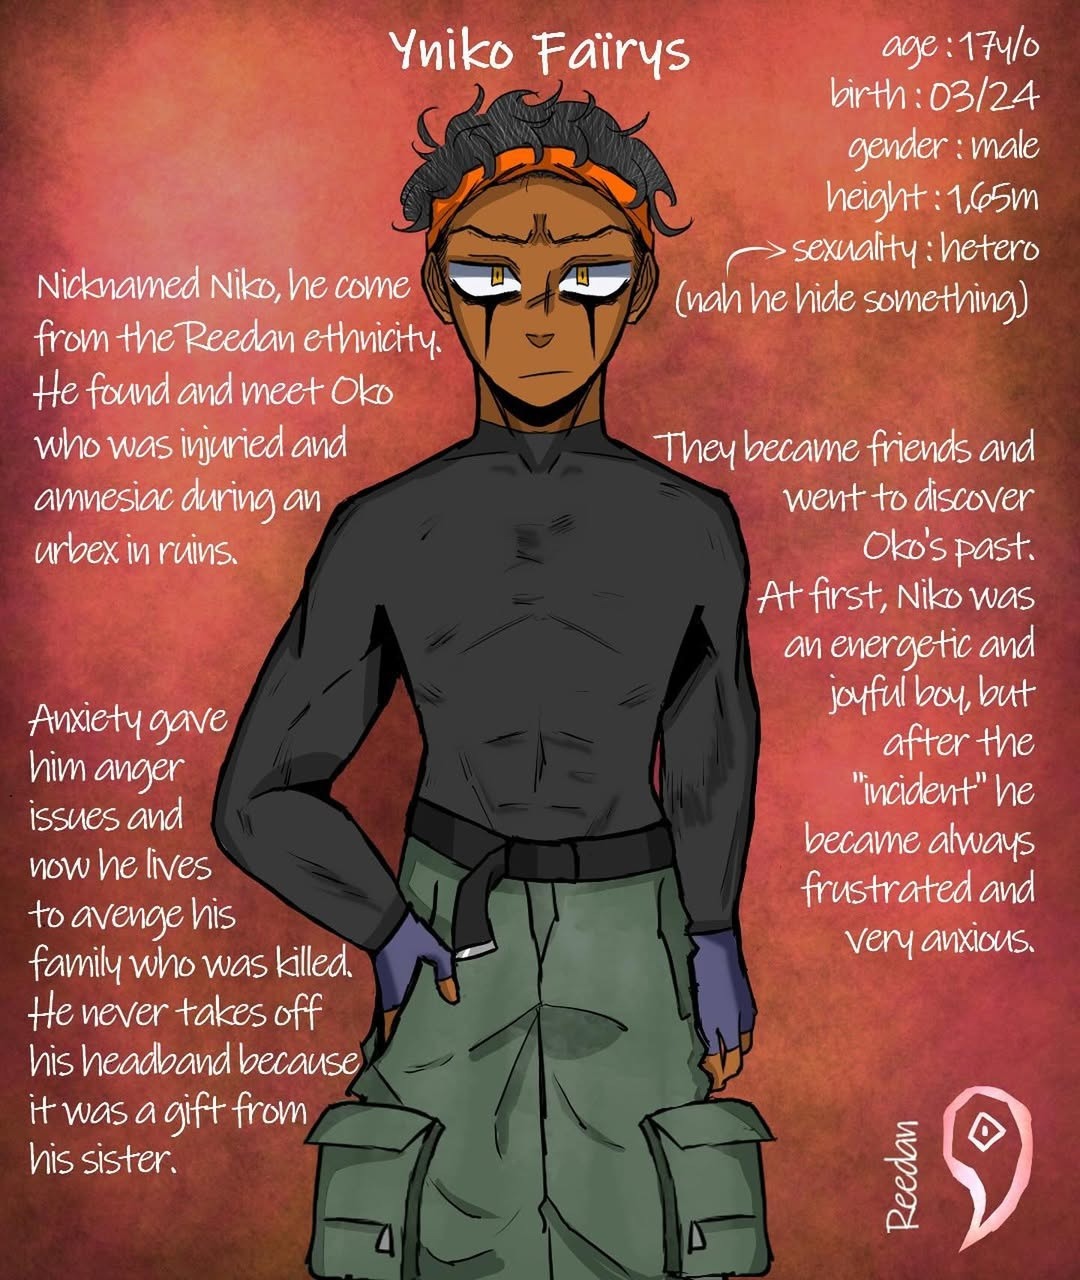 Yniko Faïrys
age : 17y/o
birth : 03/24
gender : male
height : 1,65m
sexuality : hetero
(nah he hide something)
Nicknamed Niko, he come
from the Reedan ethnicity.
He found and meet Oko
who was injuried and
amnesiac during an
urbex in ruins.
They became friends and
went to discover
Oko's past.
At first, Niko was
an energetic and
joyful boy, but
after the
"incident" he
became always
frustrated and
very anxious.
Anxiety gave
him anger
issues and
now he lives
to avenge his
family who was killed.
He never takes off
his headband because
it was a gift from
his sister.
Reedan